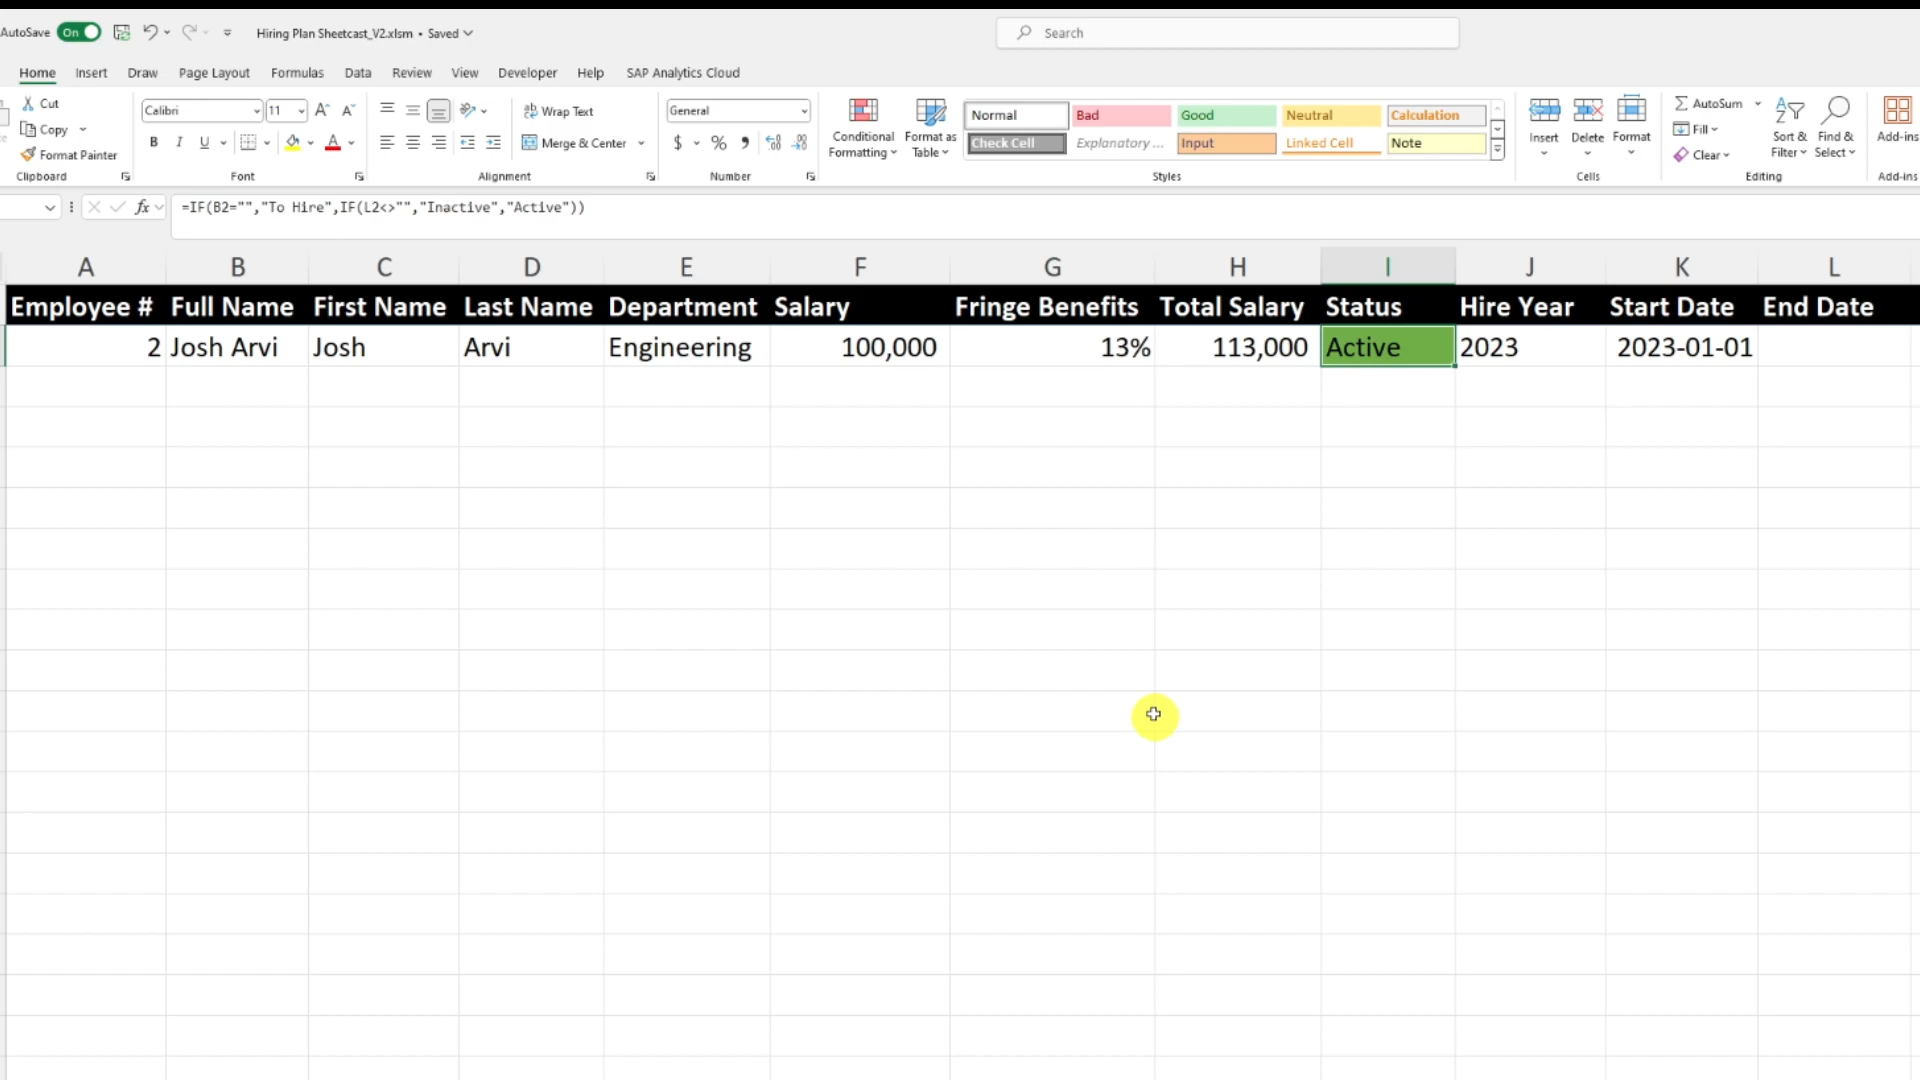 AutoSave On Hiring Plan Sheetcast_V2.xlsm • Saved Search
Home Insert Draw Page Layout Formulas Data Review View Developer Help SAP Analytics Cloud
Cut
Copy
Format Painter
Clipboard
Calibri 11
B I U
Font
Wrap Text
Merge & Center
Alignment
General
$ %
Number
Conditional Formatting
Format as Table
Normal Bad Good Neutral Calculation
Check Cell Explanatory ... Input Linked Cell Note
Styles
Insert Delete Format
Cells
AutoSum
Fill
Clear
Sort & Filter
Find & Select
Editing
Add-ins
Add-ins
fx =IF(B2="","To Hire",IF(L2<>"","Inactive","Active"))
A B C D E F G H I J K L
Employee # Full Name First Name Last Name Department Salary Fringe Benefits Total Salary Status Hire Year Start Date End Date
2 Josh Arvi Josh Arvi Engineering 100,000 13% 113,000 Active 2023 2023-01-01